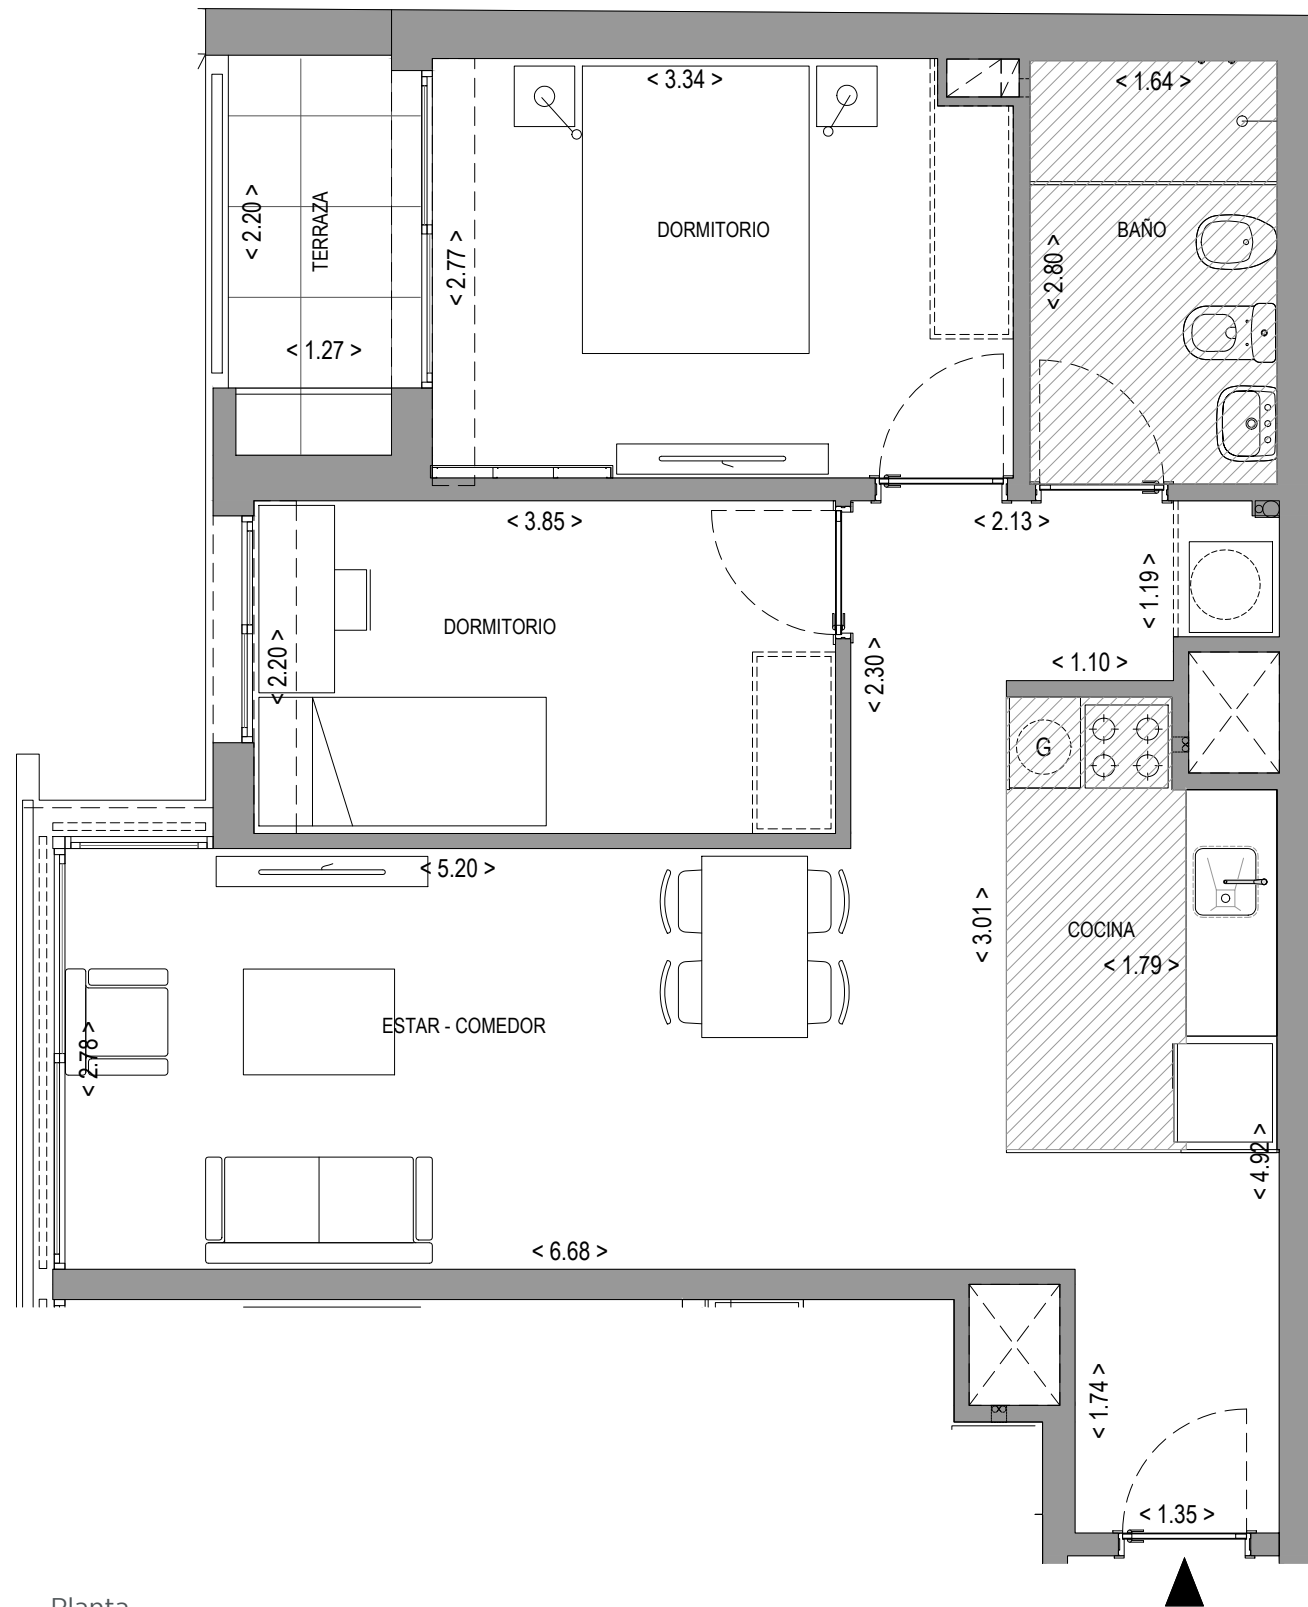 < 3.34 >
< 1.64 >
< 2.20 >
TERRAZA
DORMITORIO
BAÑO
< 2.77 >
< 2.80 >
< 1.27 >
< 3.85 >
< 2.13 >
< 1.19 >
DORMITORIO
< 2.20 >
< 2.30 >
< 1.10 >
G
< 5.20 >
< 3.01 >
COCINA
< 1.79 >
ESTAR - COMEDOR
< 2.78 >
< 4.92 >
< 6.68 >
< 1.74 >
< 1.35 >
Planta